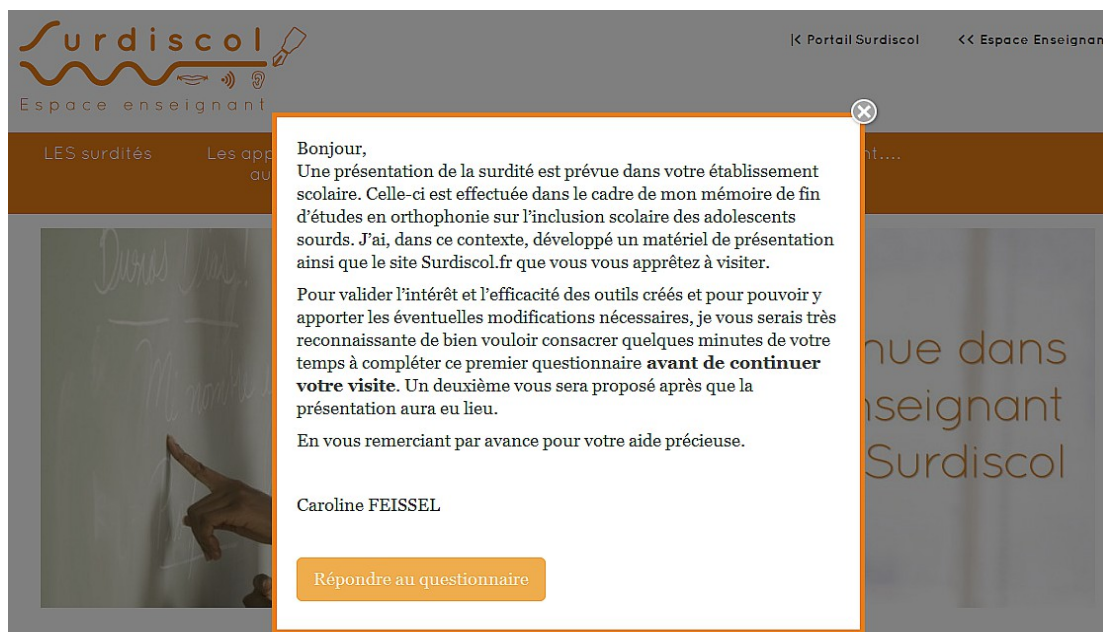 Surdiscol
Espace enseignant
|< Portail Surdiscol << Espace Enseignan
LES surdités Les app
au
nt....
Bonjour,
Une présentation de la surdité est prévue dans votre établissement
scolaire. Celle-ci est effectuée dans le cadre de mon mémoire de fin
d’études en orthophonie sur l’inclusion scolaire des adolescents
sourds. J’ai, dans ce contexte, développé un matériel de présentation
ainsi que le site Surdiscol.fr que vous vous apprêtez à visiter.
Pour valider l’intérêt et l’efficacité des outils créés et pour pouvoir y
apporter les éventuelles modifications nécessaires, je vous serais très
reconnaissante de bien vouloir consacrer quelques minutes de votre
temps à compléter ce premier questionnaire avant de continuer
votre visite. Un deuxième vous sera proposé après que la
présentation aura eu lieu.
En vous remerciant par avance pour votre aide précieuse.
Caroline FEISSEL
Répondre au questionnaire
nue dans
nseignant
Surdiscol